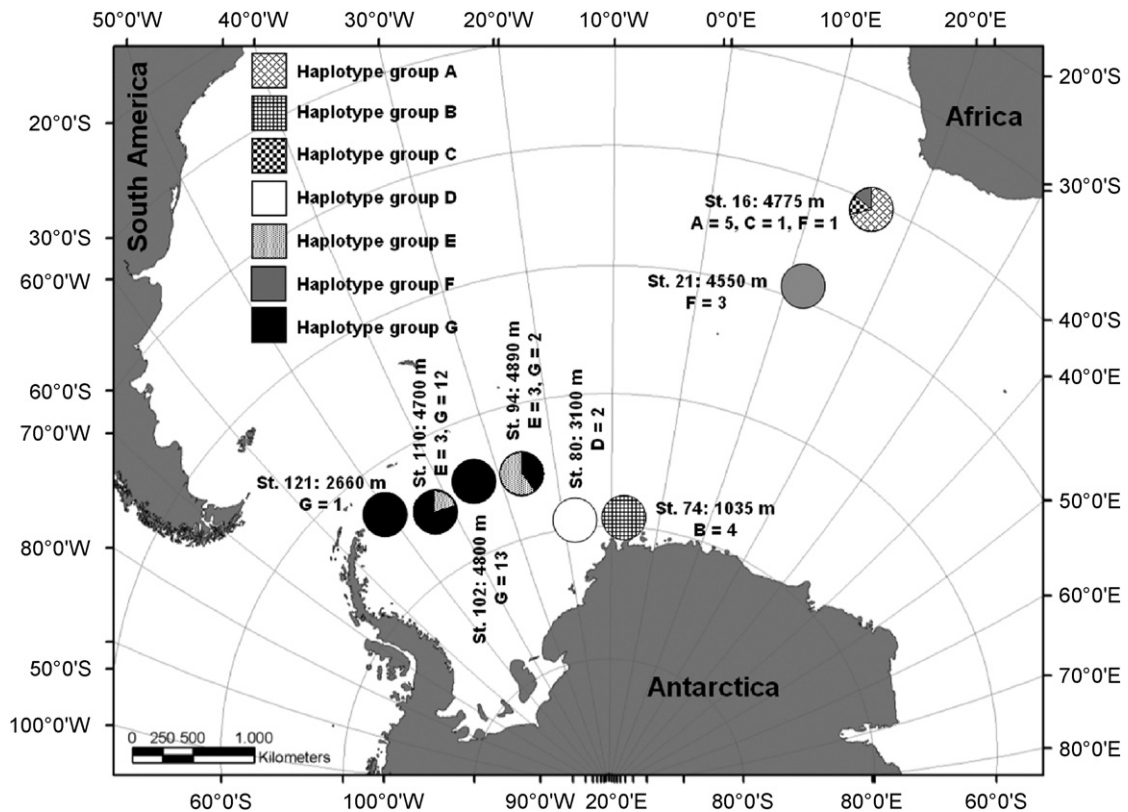 50°0'W 40°0'W 30°0'W 20°0'W 10°0'W 0°0'E 10°0'E 20°0'E
20°0'S
30°0'S
60°0'W
60°0'S
70°0'W
80°0'W
50°0'S
100°0'W
South America
Haplotype group A
Haplotype group B
Haplotype group C
Haplotype group D
Haplotype group E
Haplotype group F
Haplotype group G
Africa
St. 16: 4775 m
A = 5, C = 1, F = 1
St. 21: 4550 m
F = 3
St. 94: 4890 m
E = 3, G = 2
St. 110: 4700 m
E = 3, G = 12
St. 80: 3100 m
D = 2
St. 121: 2660 m
G = 1
St. 102: 4800 m
G = 13
St. 74: 1035 m
B = 4
Antarctica
0 250 500 1.000
Kilometers
20°0'S
30°0'S
40°0'S
40°0'E
50°0'S
60°0'E
70°0'E
80°0'E
60°0'S 100°0'W 90°0'W 20°0'E 80°0'S 80°0'E 60°0'S